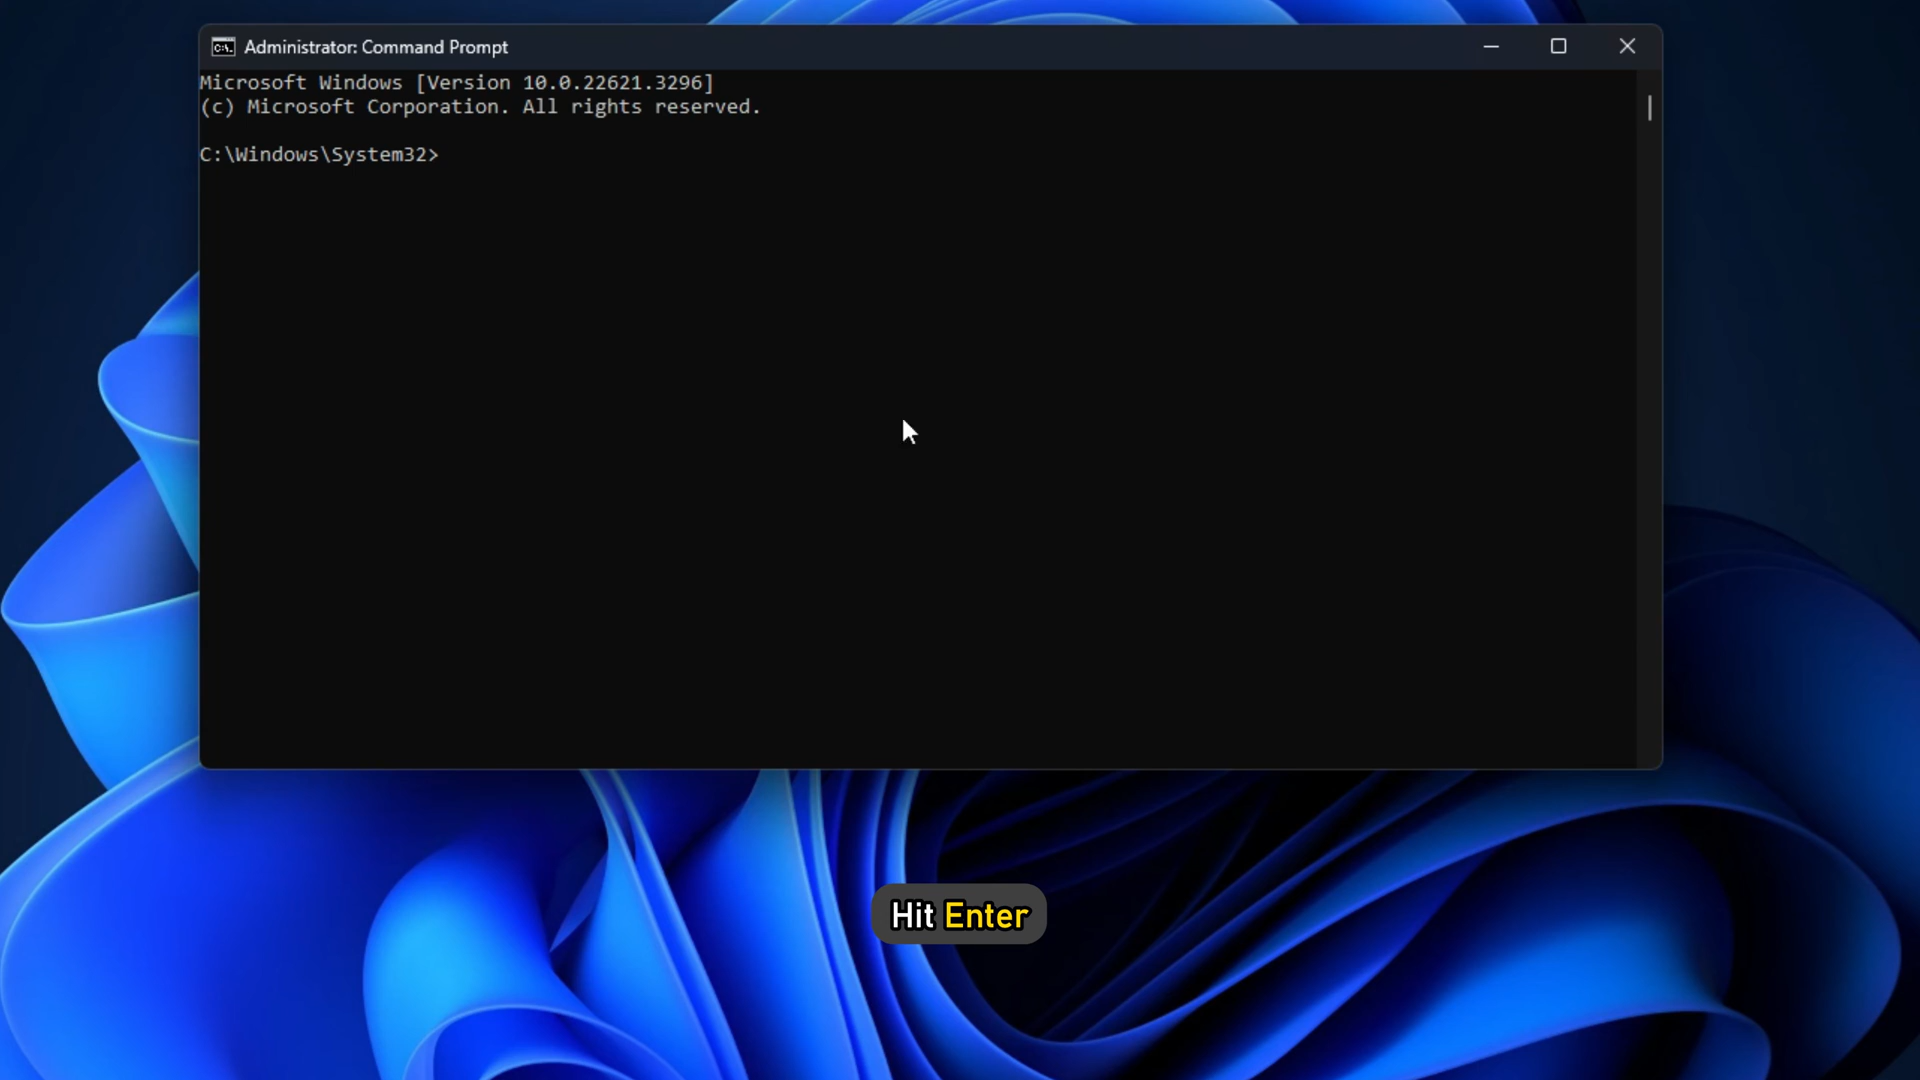 Administrator: Command Prompt
Microsoft Windows [Version 10.0.22621.3296]
(c) Microsoft Corporation. All rights reserved.
C:\Windows\System32>
Hit Enter